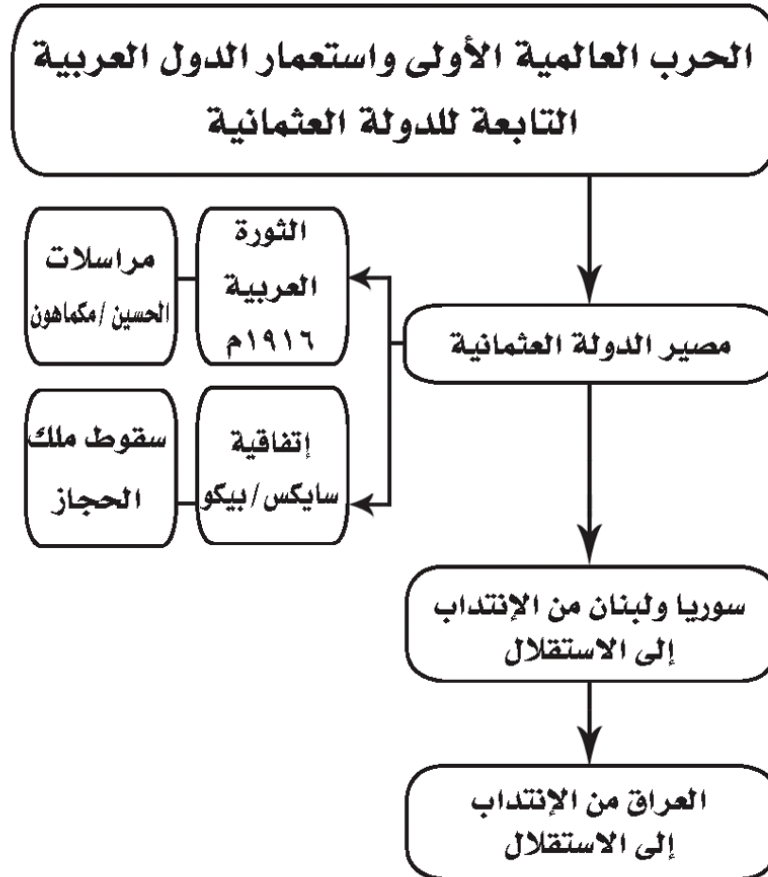 الحرب العالمية الأولى واستعمار الدول العربية
التابعة للدولة العثمانية
مصير الدولة العثمانية
الثورة
العربية
١٩١٦م
مراسلات
الحسين / مكماهون
إتفاقية
سايكس / بيكو
سقوط ملك
الحجاز
سوريا ولبنان من الإنتداب
إلى الاستقلال
العراق من الإنتداب
إلى الاستقلال